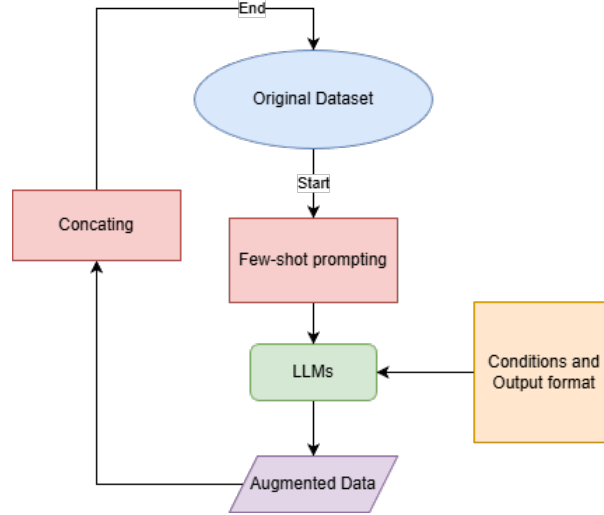 End
Original Dataset
Start
Concating
Few-shot prompting
LLMs
Conditions and
Output format
Augmented Data